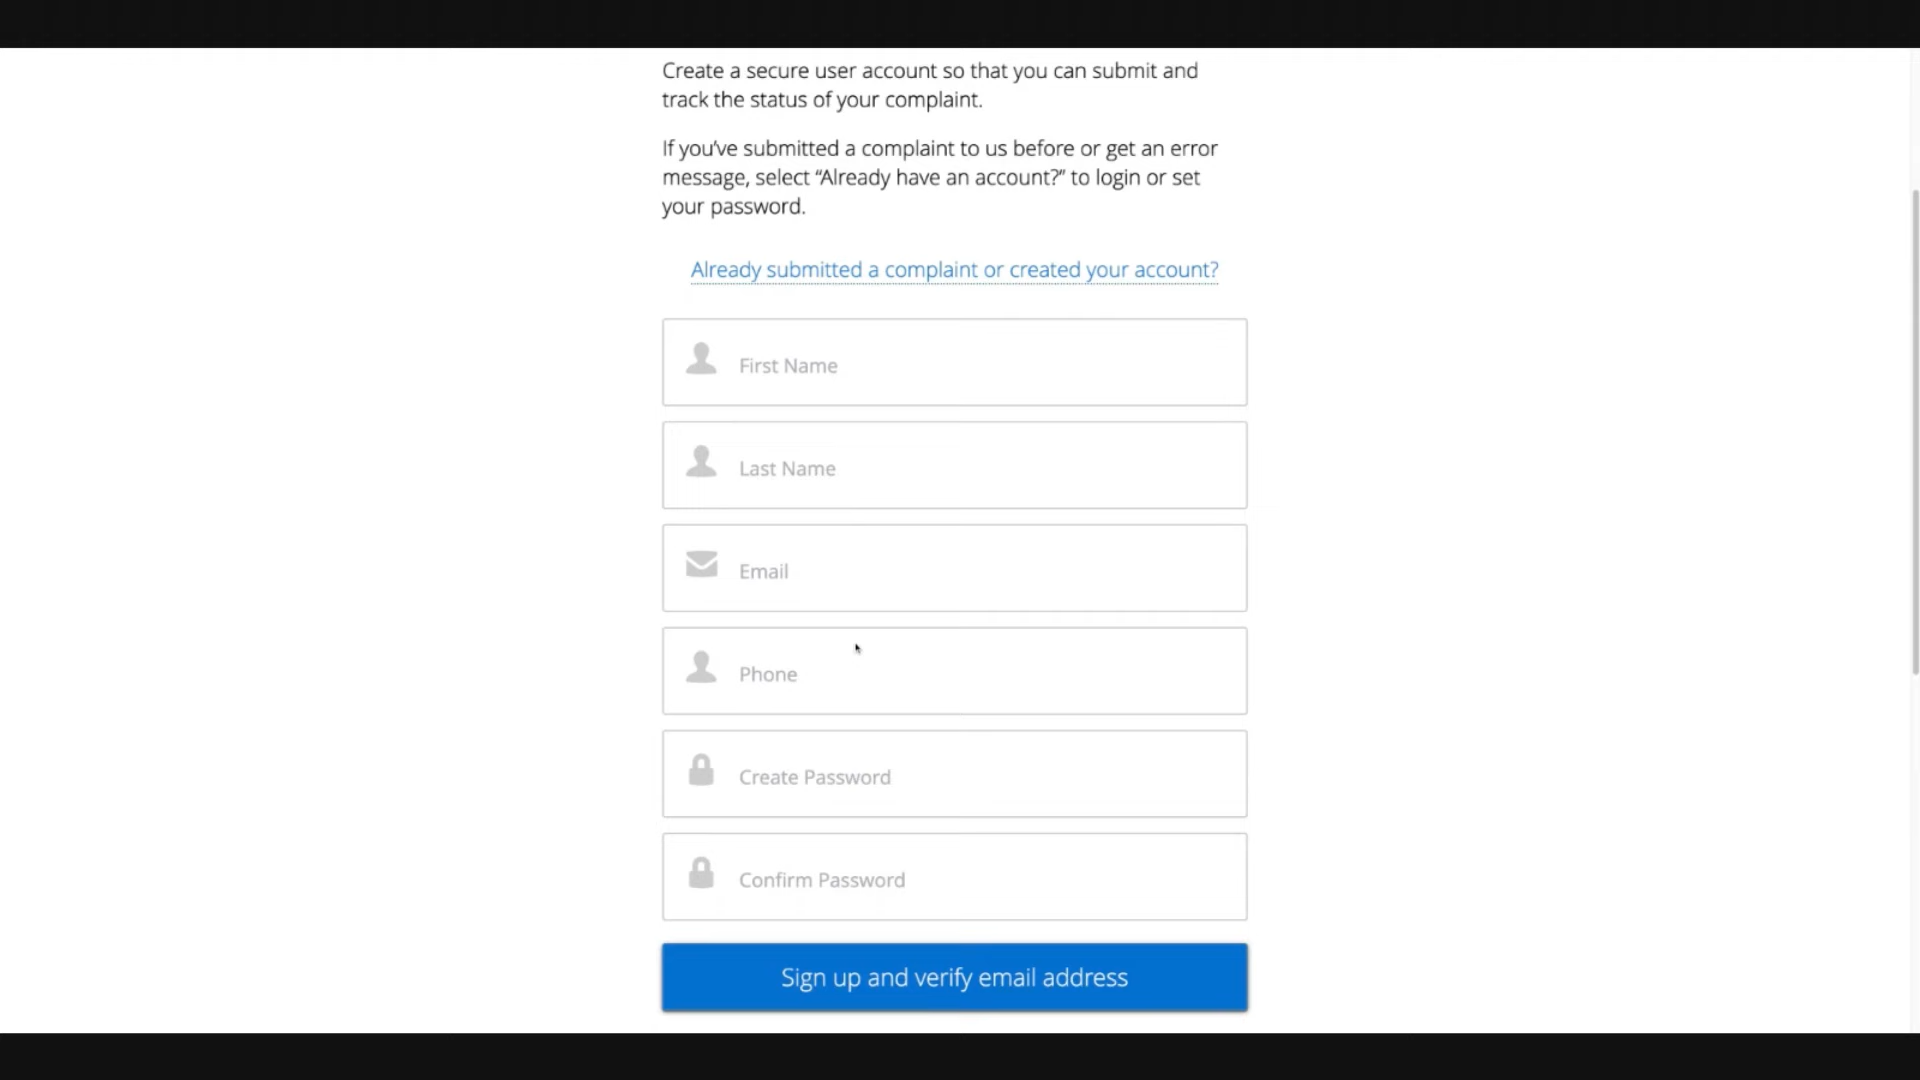 Create a secure user account so that you can submit and
track the status of your complaint.
If you’ve submitted a complaint to us before or get an error
message, select “Already have an account?” to login or set
your password.
Already submitted a complaint or created your account?
First Name
Last Name
Email
Phone
Create Password
Confirm Password
Sign up and verify email address